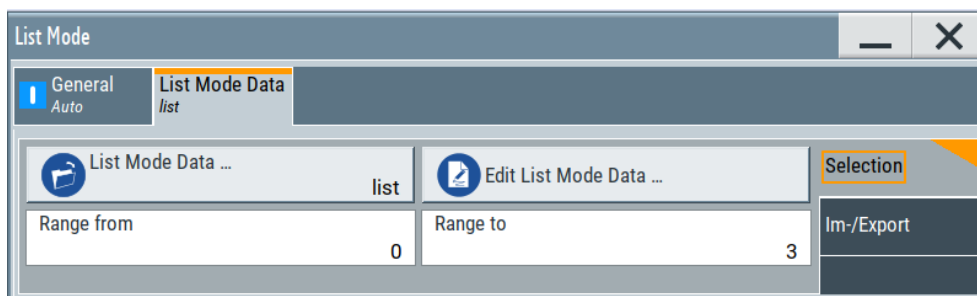 List Mode
General
Auto
List Mode Data
list
List Mode Data ...
list
Edit List Mode Data ...
Selection
Range from
0
Range to
3
Im-/Export